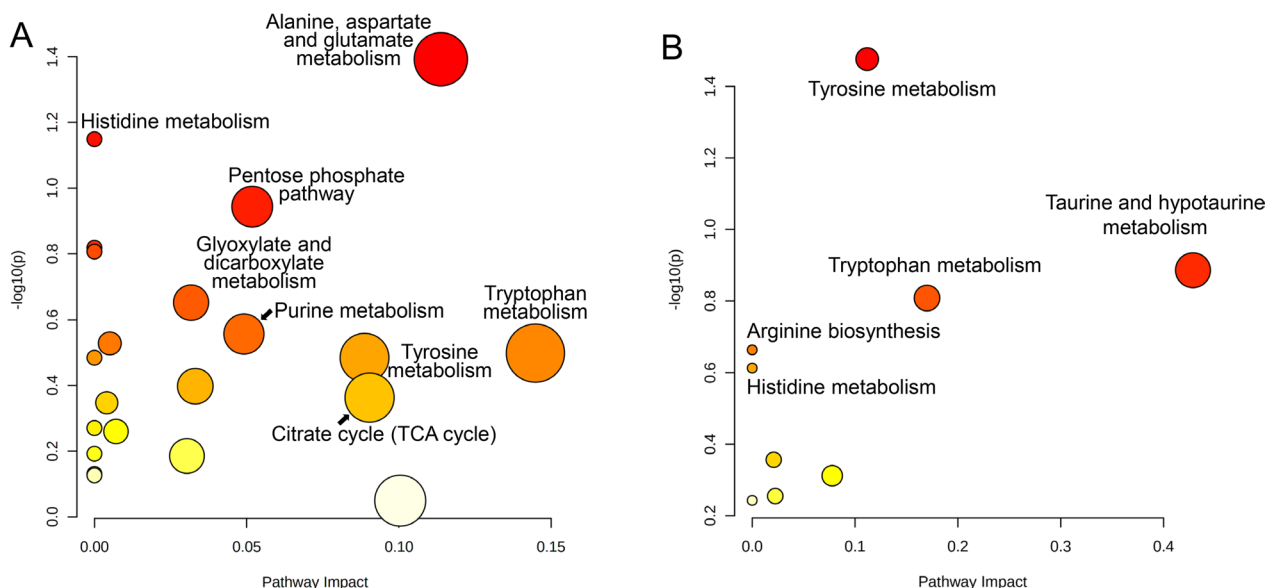 A
Alanine, aspartate
and glutamate
metabolism
Histidine metabolism
Pentose phosphate
pathway
Glyoxylate and
dicarboxylate
metabolism
Purine metabolism
Tryptophan
metabolism
Tyrosine
metabolism
Citrate cycle (TCA cycle)
-log10(p)
1.4
1.2
1.0
0.8
0.6
0.4
0.2
0.0
0.00 0.05 0.10 0.15
Pathway Impact
B
Tyrosine metabolism
Taurine and hypotaurine
metabolism
Tryptophan metabolism
Arginine biosynthesis
Histidine metabolism
-log10(p)
1.4
1.2
1.0
0.8
0.6
0.4
0.2
0.0 0.1 0.2 0.3 0.4
Pathway Impact